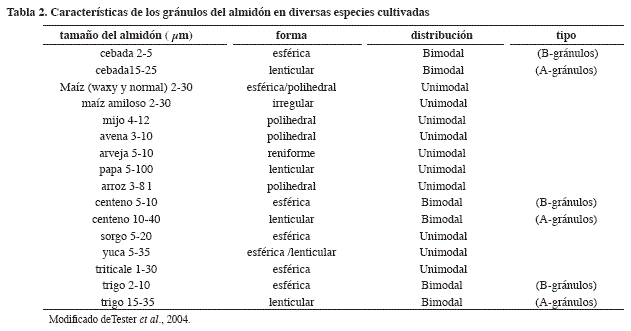 Tabla 2. Características de los gránulos del almidón en diversas especies cultivadas
tamaño del almidón ( µm) forma distribución tipo
cebada 2-5 esférica Bimodal (B-gránulos)
cebada15-25 lenticular Bimodal (A-gránulos)
Maíz (waxy y normal) 2-30 esférica/polihedral Unimodal
maíz amiloso 2-30 irregular Unimodal
mijo 4-12 polihedral Unimodal
avena 3-10 polihedral Unimodal
arveja 5-10 reniforme Unimodal
papa 5-100 lenticular Unimodal
arroz 3-8 l polihedral Unimodal
centeno 5-10 esférica Bimodal (B-gránulos)
centeno 10-40 lenticular Bimodal (A-gránulos)
sorgo 5-20 esférica Unimodal
yuca 5-35 esférica /lenticular Unimodal
triticale 1-30 esférica Unimodal
trigo 2-10 esférica Bimodal (B-gránulos)
trigo 15-35 lenticular Bimodal (A-gránulos)
Modificado deTester et al., 2004.